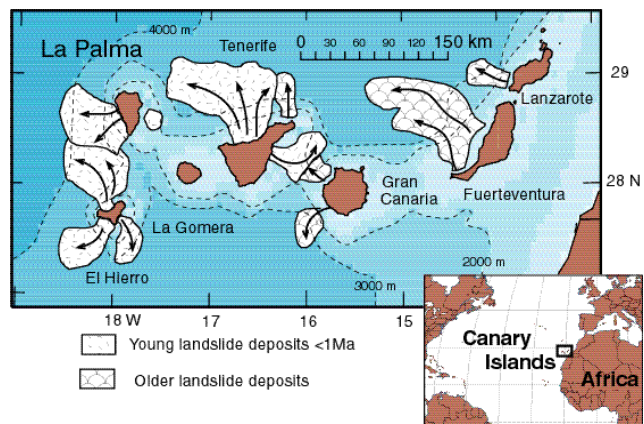 4000 m
La Palma
Tenerife
0 30 60 90 120 150 km
29
Lanzarote
Gran
Canaria
28 N
Fuerteventura
La Gomera
El Hierro
2000 m
3000 m
18 W 17 16 15
Young landslide deposits <1Ma
Older landslide deposits
Canary
Islands
Africa